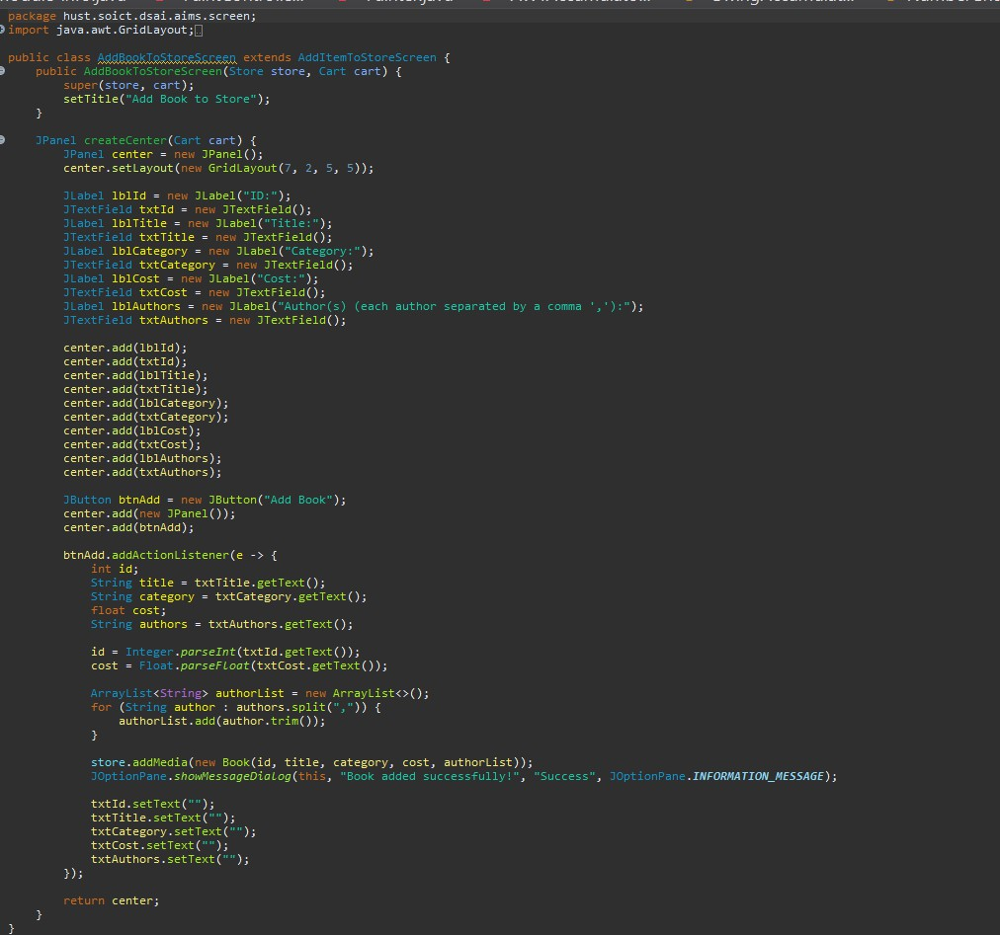 package hust.soict.dsai.aims.screen;
import java.awt.GridLayout;

public class AddBookToStoreScreen extends AddItemToStoreScreen {
    public AddBookToStoreScreen(Store store, Cart cart) {
        super(store, cart);
        setTitle("Add Book to Store");
    }

    JPanel createCenter(Cart cart) {
        JPanel center = new JPanel();
        center.setLayout(new GridLayout(7, 2, 5, 5));

        JLabel lblId = new JLabel("ID:");
        JTextField txtId = new JTextField();
        JLabel lblTitle = new JLabel("Title:");
        JTextField txtTitle = new JTextField();
        JLabel lblCategory = new JLabel("Category:");
        JTextField txtCategory = new JTextField();
        JLabel lblCost = new JLabel("Cost:");
        JTextField txtCost = new JTextField();
        JLabel lblAuthors = new JLabel("Author(s) (each author separated by a comma ','):");
        JTextField txtAuthors = new JTextField();

        center.add(lblId);
        center.add(txtId);
        center.add(lblTitle);
        center.add(txtTitle);
        center.add(lblCategory);
        center.add(txtCategory);
        center.add(lblCost);
        center.add(txtCost);
        center.add(lblAuthors);
        center.add(txtAuthors);

        JButton btnAdd = new JButton("Add Book");
        center.add(new JPanel());
        center.add(btnAdd);

        btnAdd.addActionListener(e -> {
            int id;
            String title = txtTitle.getText();
            String category = txtCategory.getText();
            float cost;
            String authors = txtAuthors.getText();

            id = Integer.parseInt(txtId.getText());
            cost = Float.parseFloat(txtCost.getText());

            ArrayList<String> authorList = new ArrayList<>();
            for (String author : authors.split(",")) {
                authorList.add(author.trim());
            }

            store.addMedia(new Book(id, title, category, cost, authorList));
            JOptionPane.showMessageDialog(this, "Book added successfully!", "Success", JOptionPane.INFORMATION_MESSAGE);

            txtId.setText("");
            txtTitle.setText("");
            txtCategory.setText("");
            txtCost.setText("");
            txtAuthors.setText("");
        });

        return center;
    }
}